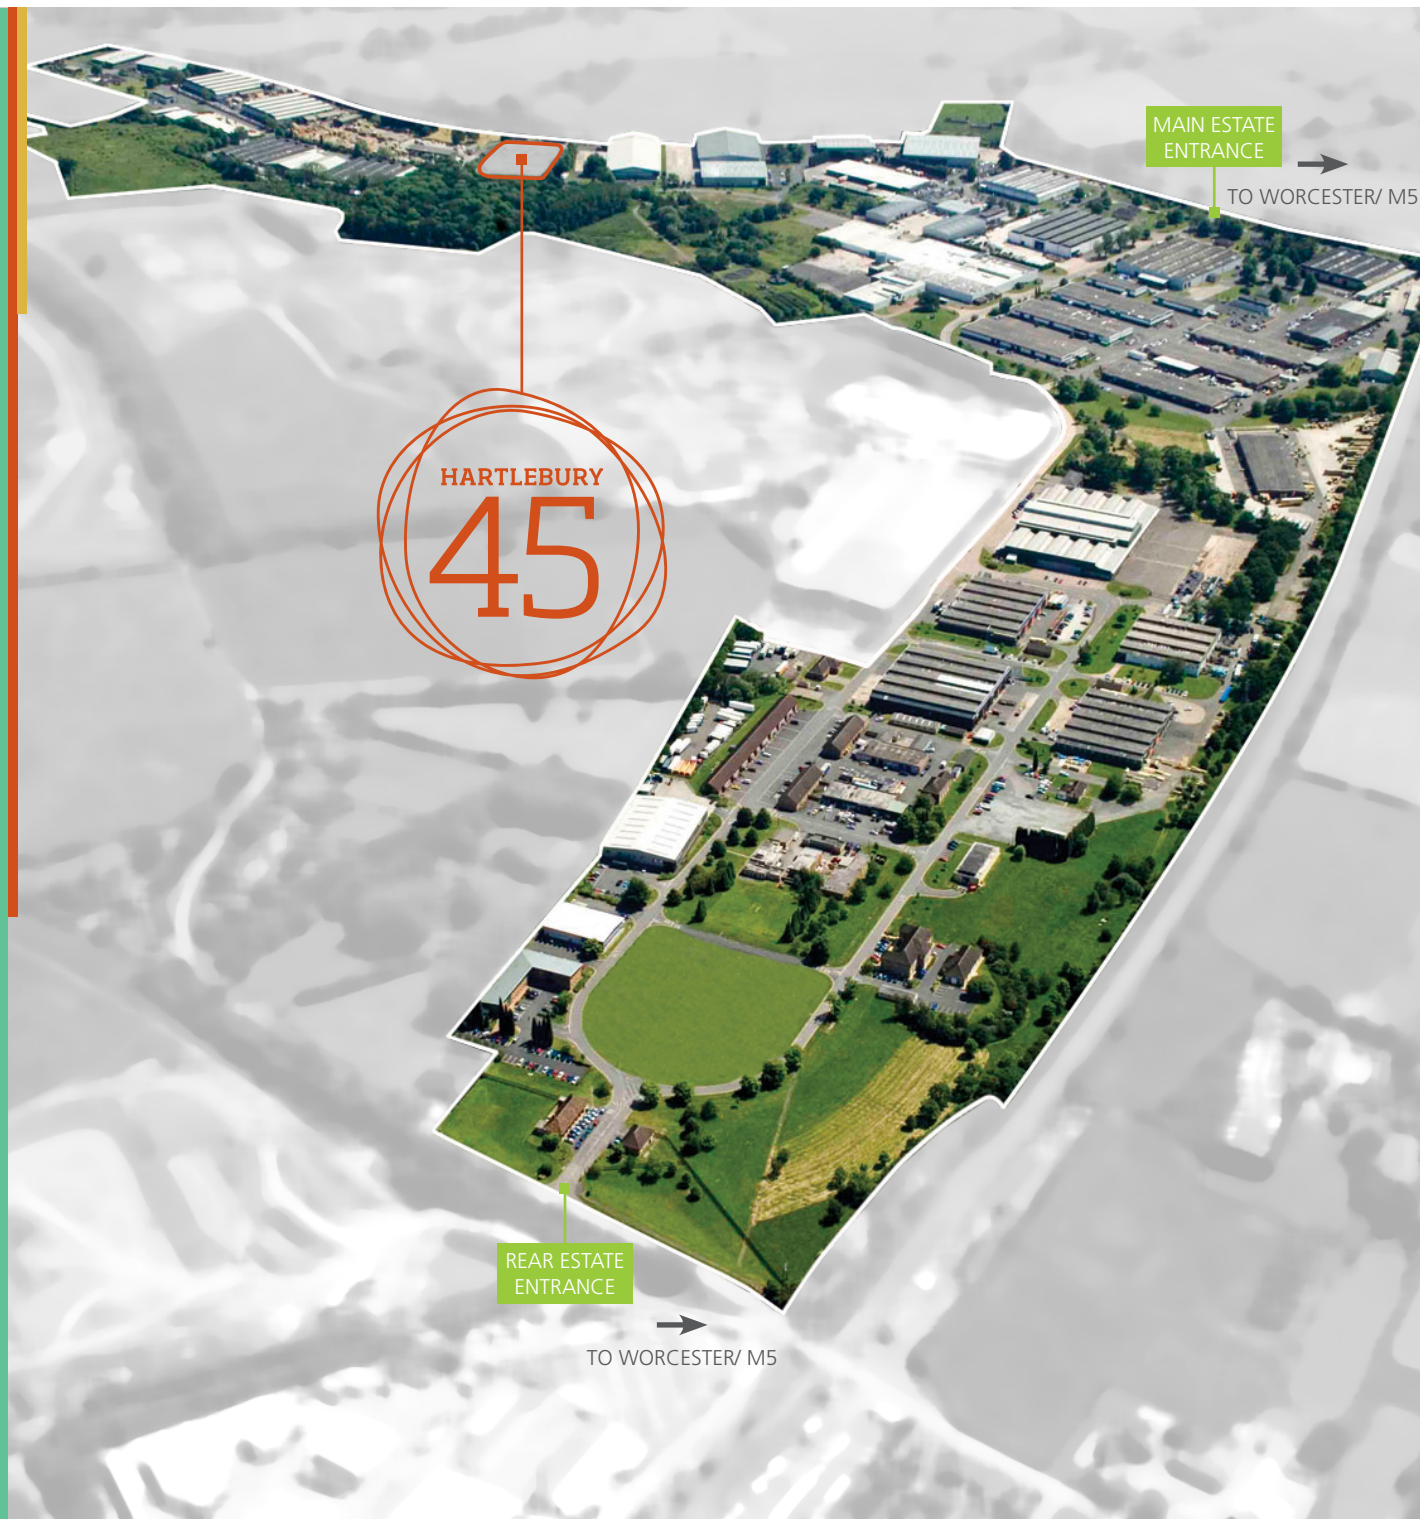 MAIN ESTATE
ENTRANCE
TO WORCESTER/ M5
HARTLEBURY
45
REAR ESTATE
ENTRANCE
TO WORCESTER/ M5